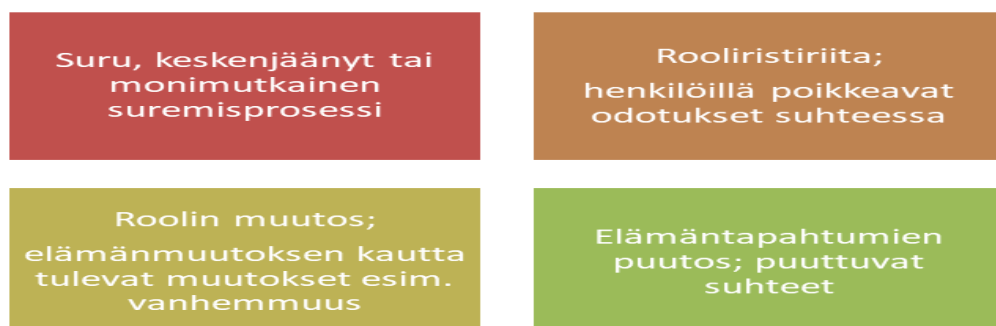 Suru, keskenjäänyt tai
monimutkainen
suremisprosessi
Rooliristiriita;
henkilöillä poikkeavat
odotukset suhteessa
Roolin muutos;
elämänmuutoksen kautta
tulevat muutokset esim.
vanhemmuus
Elämäntapahtumien
puutos; puuttuvat
suhteet